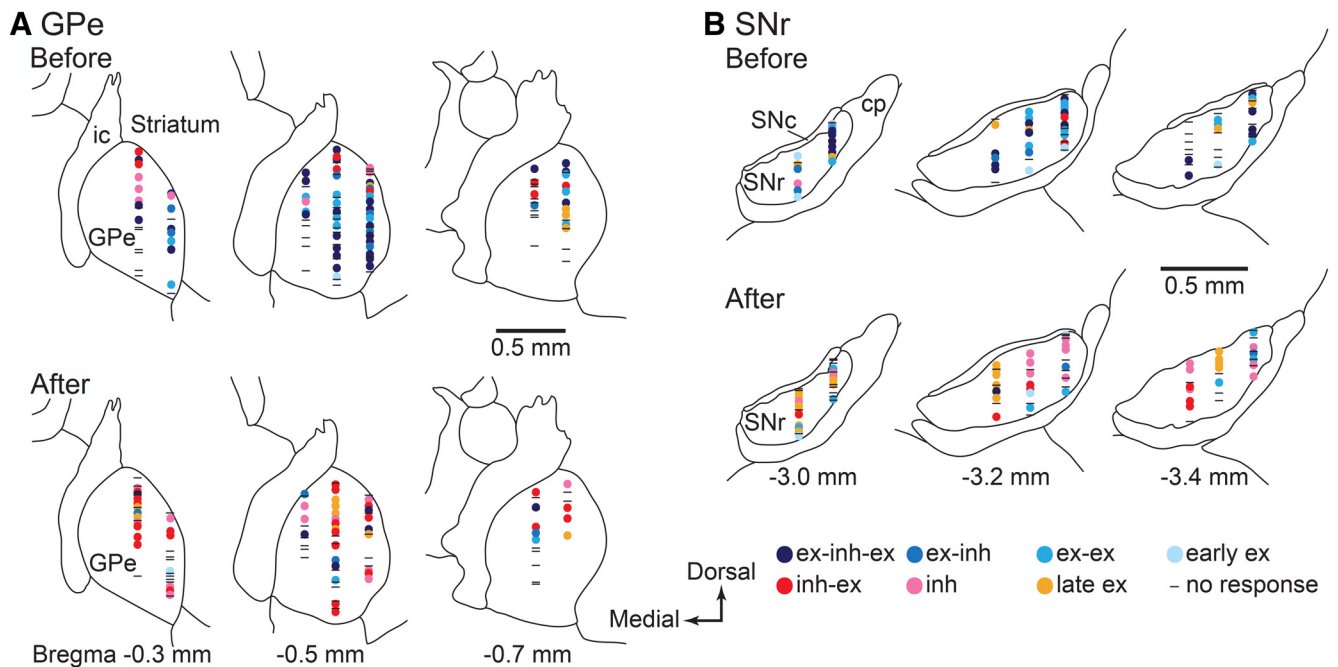 A GPe
Before
ic
Striatum
GPe
0.5 mm
After
GPe
Bregma -0.3 mm
-0.5 mm
-0.7 mm
B SNr
Before
SNc
cp
SNr
0.5 mm
After
SNr
-3.0 mm
-3.2 mm
-3.4 mm
Dorsal
Medial
ex-inh-ex ex-inh ex-ex early ex
inh-ex inh late ex – no response